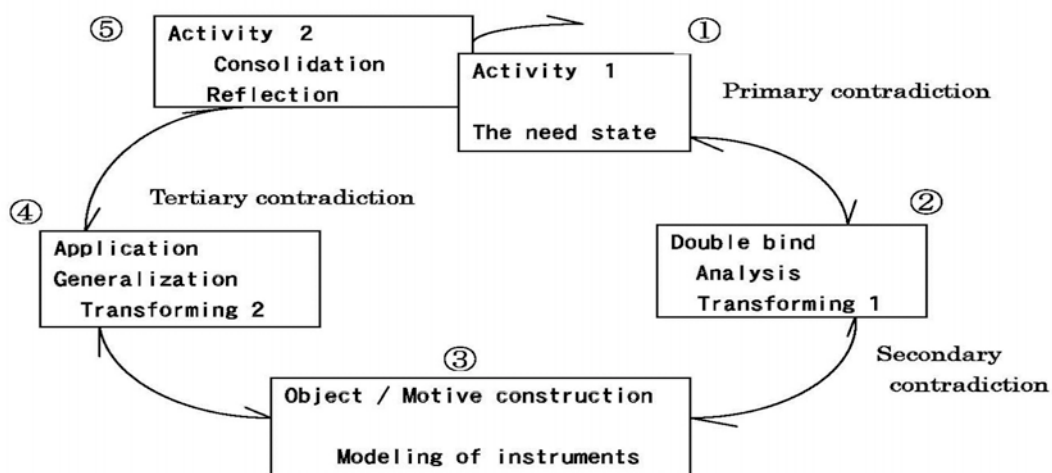 ⑤
Activity 2
Consolidation
Reflection
①
Activity 1
The need state
Primary contradiction
②
Double bind
Analysis
Transforming 1
Secondary
contradiction
③
Object / Motive construction
Modeling of instruments
④
Application
Generalization
Transforming 2
Tertiary contradiction